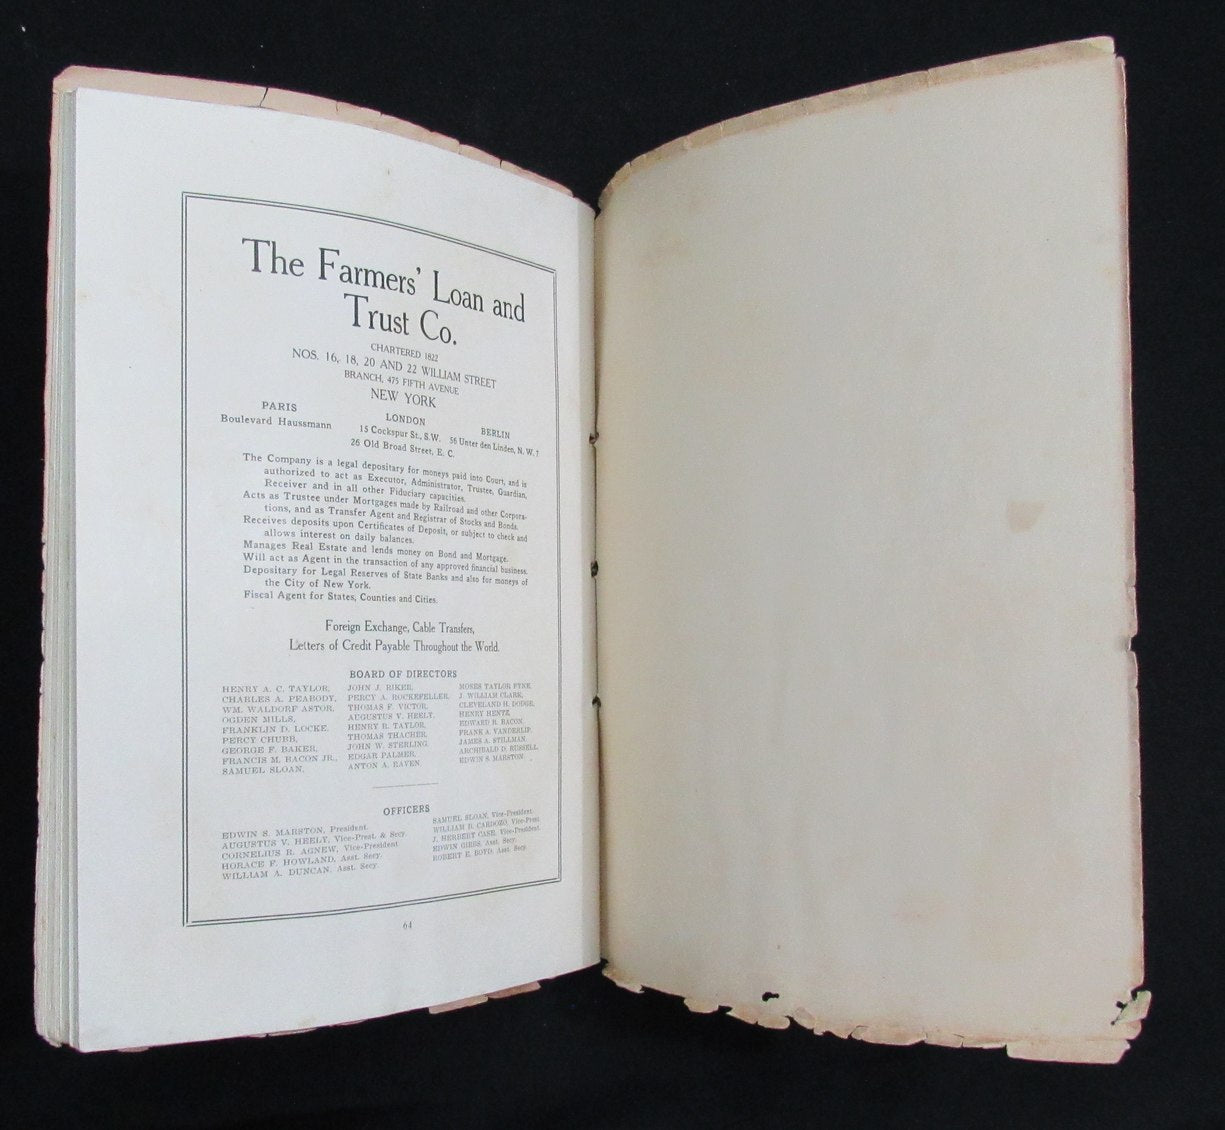 The Farmers' Loan and
Trust Co.
CHARTERED 1822
NOS. 16, 18, 20 AND 22 WILLIAM STREET
BRANCH, 475 FIFTH AVENUE
NEW YORK
PARIS
Boulevard Haussmann
LONDON
15 Cockspur St., S.W.
26 Old Broad Street, E. C.
BERLIN
56 Unter den Linden, N. W. 7
The Company is a legal depositary for moneys paid into Court, and is
authorized to act as Executor, Administrator, Trustee, Guardian,
Receiver and in all other Fiduciary capacities.
Acts as Trustee under Mortgages made by Railroad and other Corpora-
tions, and as Transfer Agent and Registrar of Stocks and Bonds.
Receives deposits upon Certificates of Deposit, or subject to check and
allows interest on daily balances.
Manages Real Estate and lends money on Bond and Mortgage.
Will act as Agent in the transaction of any approved financial business.
Depositary for Legal Reserves of State Banks and also for moneys of
the City of New York.
Fiscal Agent for States, Counties and Cities.
Foreign Exchange, Cable Transfers,
Letters of Credit Payable Throughout the World.
BOARD OF DIRECTORS
HENRY A. C. TAYLOR,
CHARLES A. PEABODY,
WM. WALDORF ASTOR,
OGDEN MILLS,
FRANKLIN D. LOCKE,
PERCY CHUBB,
GEORGE F. BAKER,
FRANCIS M. BACON JR.,
SAMUEL SLOAN,
JOHN J. RIKER,
PERCY A. ROCKEFELLER,
THOMAS F. VICTOR,
AUGUSTUS V. HEELY,
HENRY R. TAYLOR,
THOMAS THACHER,
JOHN W. STERLING,
EDGAR PALMER,
ANTON A. RAVEN
MOSES TAYLOR PYNE,
J. WILLIAM CLARK,
CLEVELAND H. DODGE,
HENRY HENTZ,
EDWARD R. BACON,
FRANK A. VANDERLIP,
JAMES A. STILLMAN,
ARCHIBALD D. RUSSELL,
EDWIN S. MARSTON
OFFICERS
EDWIN S. MARSTON, President.
AUGUSTUS V. HEELY, Vice-Prest. & Secy.
CORNELIUS R. AGNEW, Vice-President
HORACE F. HOWLAND, Asst. Secy.
WILLIAM A. DUNCAN, Asst. Secy.
SAMUEL SLOAN, Vice-President.
WILLIAM B. CARDOZO, Vice-Prest
J. HERBERT CASE, Vice-President.
EDWIN GIBBS, Asst. Secy.
ROBERT E. BOYD, Asst. Secy.
64